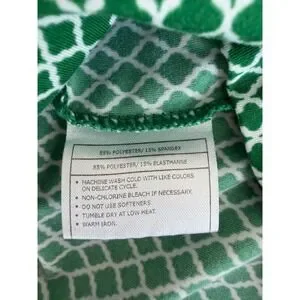 85% POLYESTER/ 15% SPANDEX
85% POLYESTER/ 15% ELASTHANNE
• MACHINE WASH COLD WITH LIKE COLORS
ON DELICATE CYCLE.
• NON-CHLORINE BLEACH IF NECESSARY.
• DO NOT USE SOFTENERS.
• TUMBLE DRY AT LOW HEAT.
• WARM IRON.